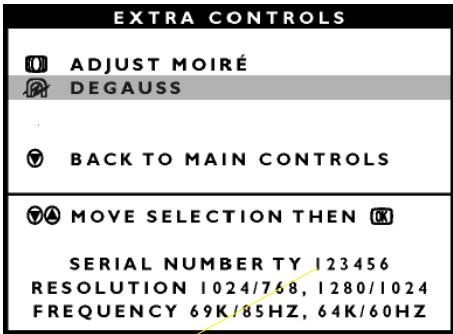 EXTRA CONTROLS
ADJUST MOIRÉ
DEGAUSS
BACK TO MAIN CONTROLS
MOVE SELECTION THEN OK
SERIAL NUMBER TY 123456
RESOLUTION 1024/768, 1280/1024
FREQUENCY 69K/85HZ, 64K/60HZ